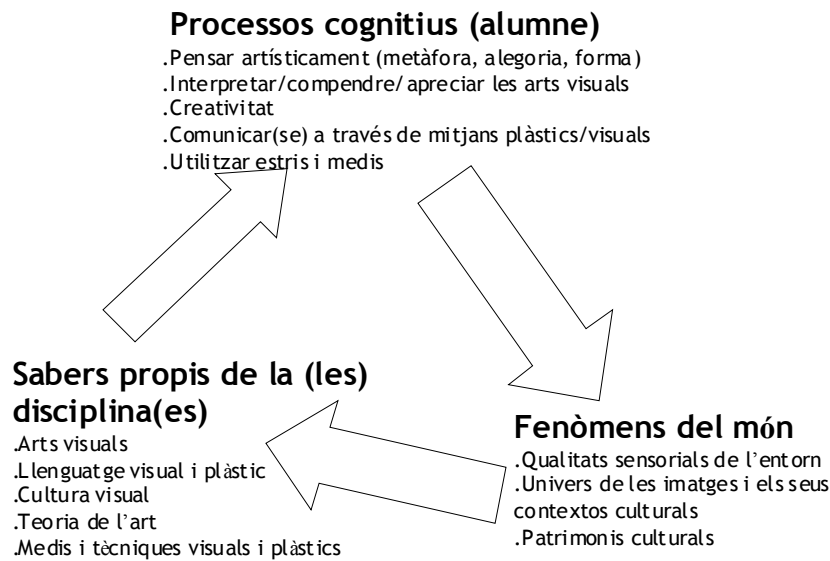 Processos cognitius (alumne)
.Pensar artísticament (metàfora, alegoria, forma)
.Interpretar/compendre/apreciar les arts visuals
.Creativitat
.Comunicar(se) a través de mitjans plàstics/visuals
.Utilitzar estris i medis
Sabers propis de la (les)
disciplina(es)
.Arts visuals
.Llenguatge visual i plàstic
.Cultura visual
.Teoria de l'art
.Medis i tècniques visuals i plàstics
Fenòmens del món
.Qualitats sensorials de l'entorn
.Univers de les imatges i els seus
contextos culturals
.Patrimonis culturals